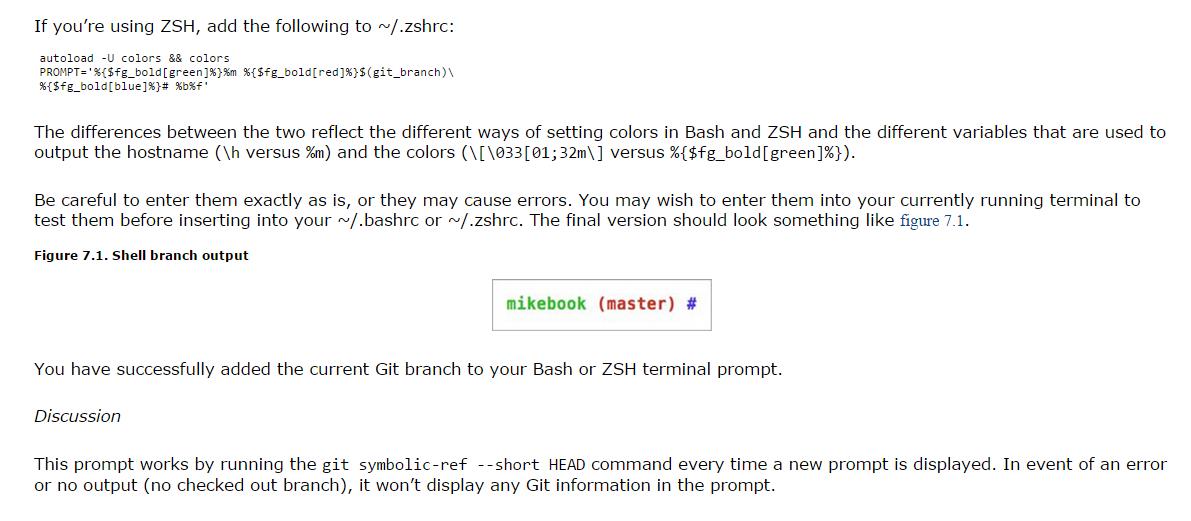 If you’re using ZSH, add the following to ~/.zshrc:
autoload -U colors && colors
PROMPT='%{$fg_bold[green]%}%m %{$fg_bold[red]%}$(git_branch)\
%{$fg_bold[blue]%}# %b%f'
The differences between the two reflect the different ways of setting colors in Bash and ZSH and the different variables that are used to
output the hostname (\h versus %m) and the colors (\[\033[01;32m\] versus %{$fg_bold[green]%}).
Be careful to enter them exactly as is, or they may cause errors. You may wish to enter them into your currently running terminal to
test them before inserting into your ~/.bashrc or ~/.zshrc. The final version should look something like figure 7.1.
Figure 7.1. Shell branch output
mikebook (master) #
You have successfully added the current Git branch to your Bash or ZSH terminal prompt.
Discussion
This prompt works by running the git symbolic-ref --short HEAD command every time a new prompt is displayed. In event of an error
or no output (no checked out branch), it won’t display any Git information in the prompt.